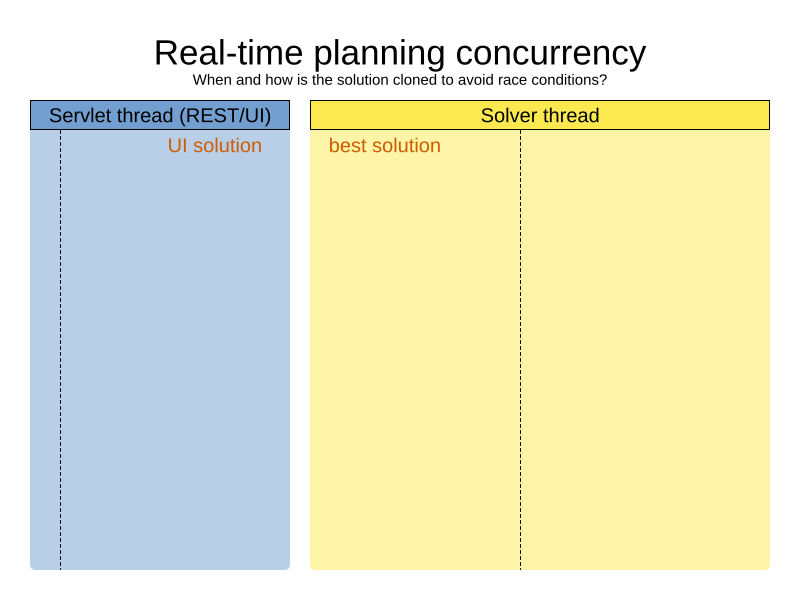 Real-time planning concurrency
When and how is the solution cloned to avoid race conditions?
Servlet thread (REST/UI)
Solver thread
UI solution
best solution